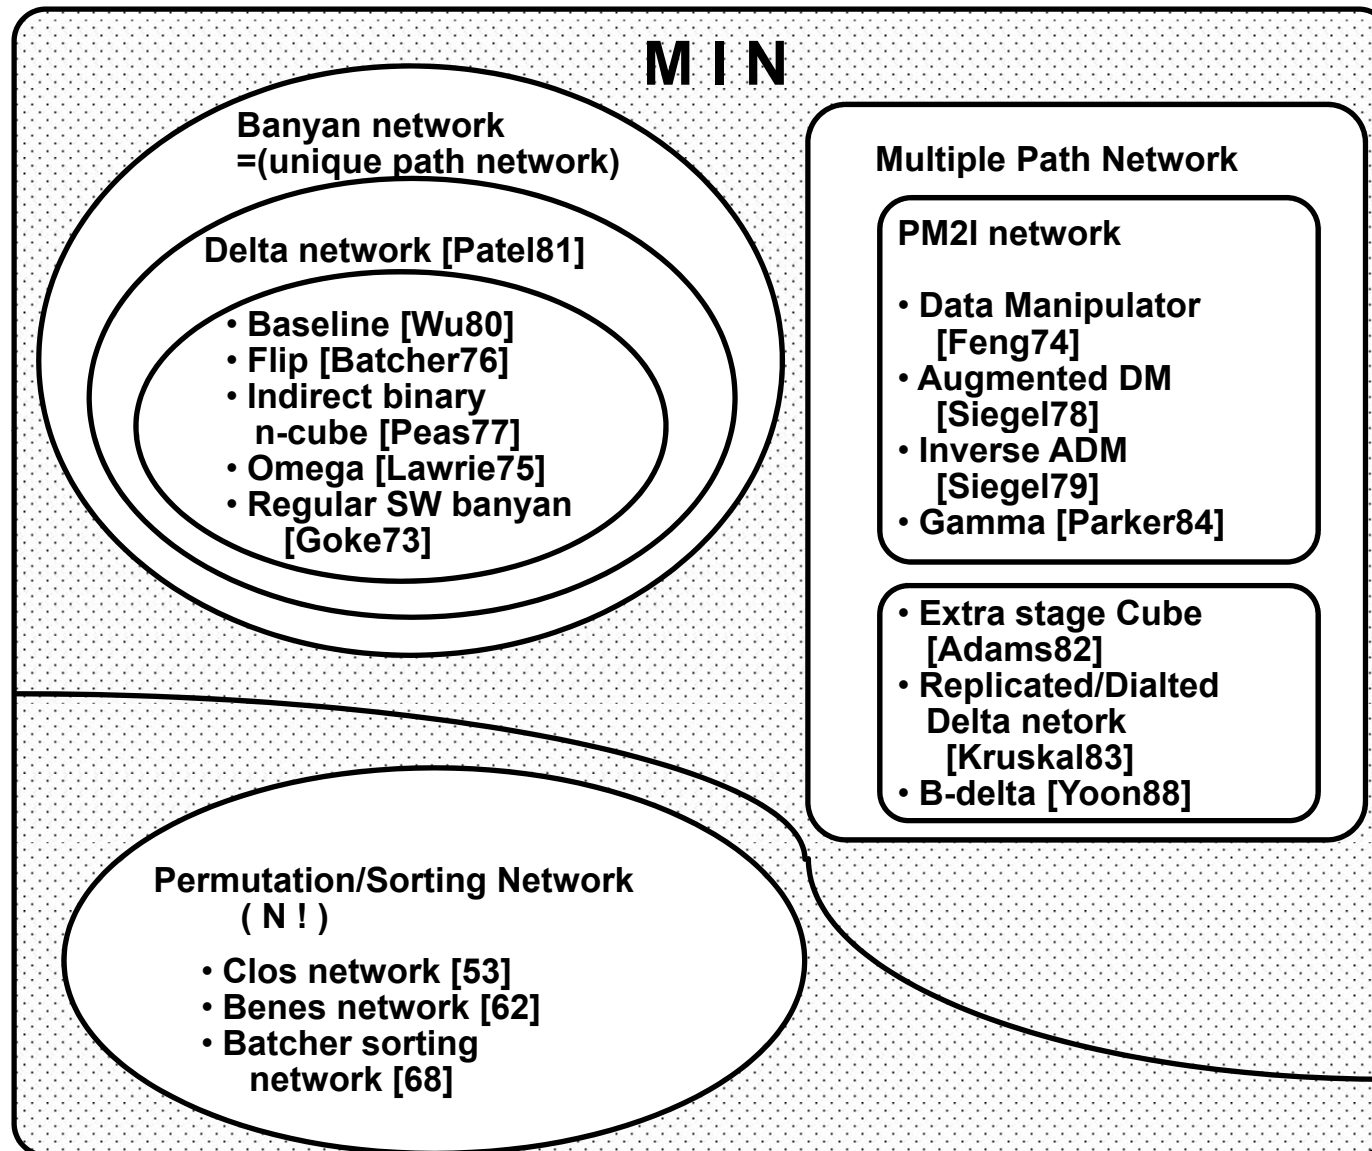 M I N
Banyan network
=(unique path network)
Delta network [Patel81]
• Baseline [Wu80]
• Flip [Batcher76]
• Indirect binary
n-cube [Peas77]
• Omega [Lawrie75]
• Regular SW banyan
[Goke73]
Multiple Path Network
PM2I network
• Data Manipulator
[Feng74]
• Augmented DM
[Siegel78]
• Inverse ADM
[Siegel79]
• Gamma [Parker84]
• Extra stage Cube
[Adams82]
• Replicated/Dialted
Delta netork
[Kruskal83]
• B-delta [Yoon88]
Permutation/Sorting Network
( N ! )
• Clos network [53]
• Benes network [62]
• Batcher sorting
network [68]